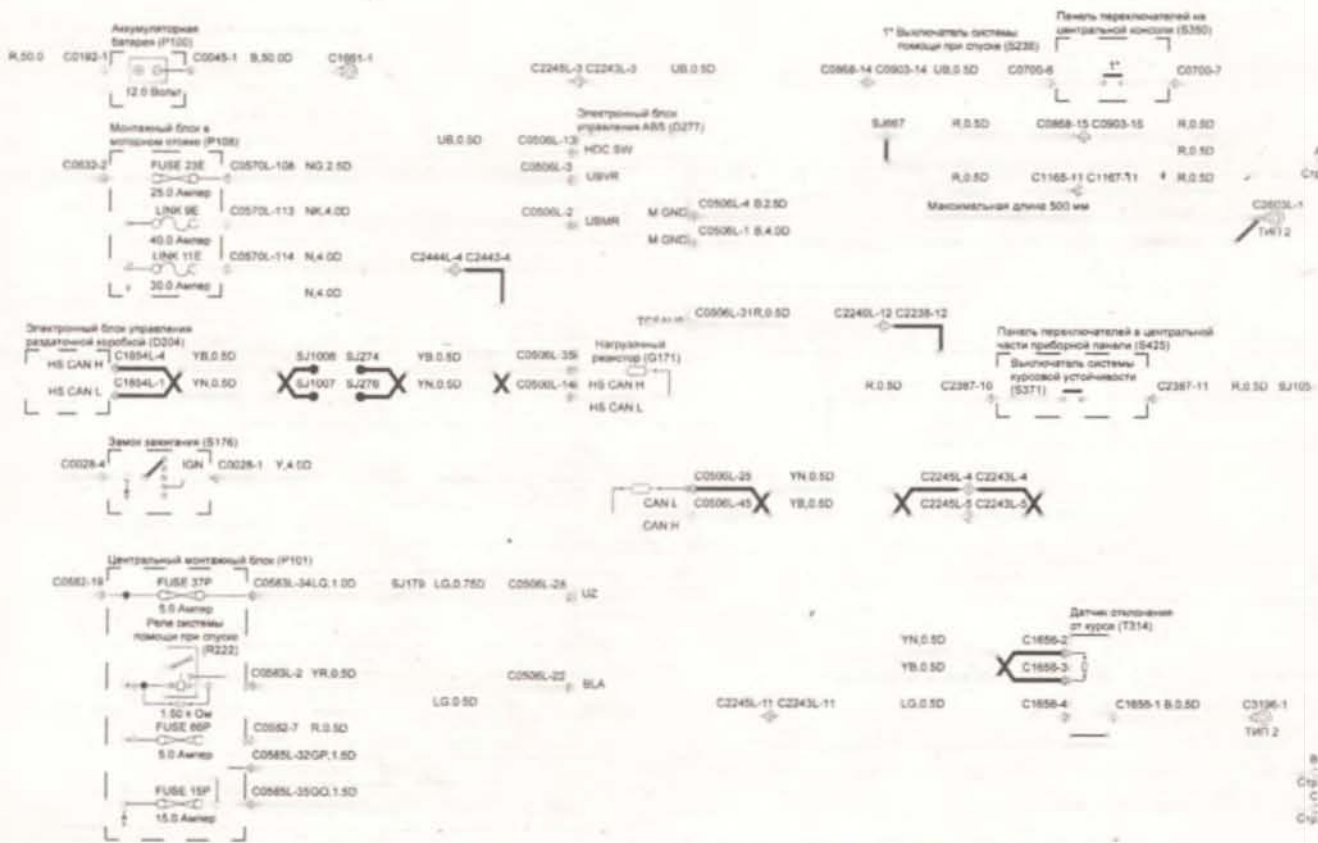 Аккумуляторная
батарея (P100)
R,50.0 C0192-1 C0045-1 B,50.0D C1661-1
12.0 Вольт
C2245L-3 C2243L-3 UB,0.5D
1* Выключатель системы
помощи при спуске (S238)
Панель переключателей на
центральной консоли (S350)
C0868-14 C0903-14 UB,0.5D C0700-6 1* C0700-7
Монтажный блок в
моторном отсеке (P108)
C0632-2 FUSE 23E C0570L-108 NG,2.5D
25.0 Ампер
LINK 9E C0570L-113 NK,4.0D
40.0 Ампер
LINK 11E C0570L-114 N,4.0D
30.0 Ампер
N,4.0D
C2444L-4 C2443-4
Электронный блок
управления ABS (D277)
UB,0.5D C0506L-13
HDC SW
C0506L-3
UBVR
C0506L-2 UBMR
M GND C0506L-4 B,2.5D
M GND C0506L-1 B,4.0D
SJ667 R,0.5D C0868-15 C0903-15 R,0.5D
R,0.5D
R,0.5D C1165-11 C1167-11 R,0.5D
Максимальная длина 500 мм
C2603L-1
ТИП 2
C0506L-31R,0.5D C2240L-12 C2238-12
Электронный блок управления
раздаточной коробкой (D204)
HS CAN H C1854L-4 YB,0.5D SJ1008 SJ274 YB,0.5D C0506L-35
HS CAN L C1854L-1 YN,0.5D SJ1007 SJ276 YN,0.5D C0506L-14
Нагрузочный
резистор (G171)
HS CAN H
HS CAN L
Панель переключателей в центральной
части приборной панели (S425)
Выключатель системы
курсовой устойчивости
(S371)
R,0.5D C2387-10 C2387-11 R,0.5D SJ105
Замок зажигания (S176)
C0028-4 IGN C0028-1 Y,4.0D
C0506L-25 YN,0.5D C2245L-4 C2243L-4
CAN L C0506L-45 YB,0.5D C2245L-5 C2243L-5
CAN H
Центральный монтажный блок (P101)
C0582-19 FUSE 37P C0583L-34LG,1.0D SJ179 LG,0.75D C0506L-28 UZ
5.0 Ампер
Реле системы
помощи при спуске
(R222)
C0583L-2 YR,0.5D C0506L-22 BLA
1.50 к Ом
LG,0.5D
FUSE 66P C0582-7 R,0.5D
5.0 Ампер
C0585L-32GP,1.5D
FUSE 15P C0585L-35GO,1.5D
15.0 Ампер
Датчик отклонения
от курса (T314)
YN,0.5D C1656-2
YB,0.5D C1656-3
C2245L-11 C2243L-11 LG,0.5D C1656-4 C1656-1 B,0.5D C3196-1
ТИП 2